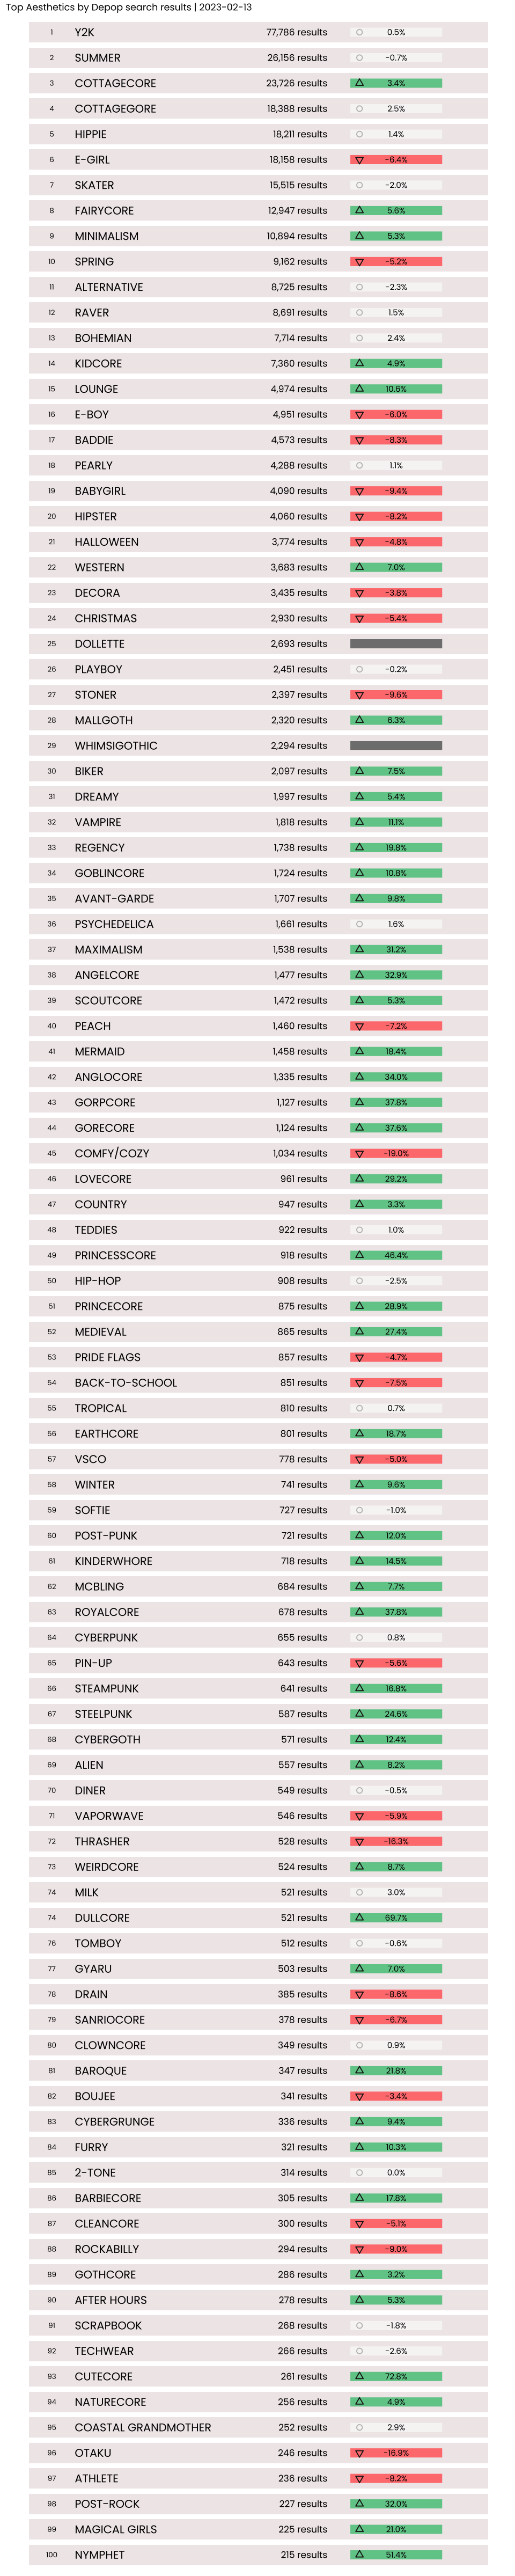 Top Aesthetics by Depop search results | 2023-02-13
1 Y2K 77,786 results 0.5%
2 SUMMER 26,156 results -0.7%
3 COTTAGECORE 23,726 results 3.4%
4 COTTAGEGORE 18,388 results 2.5%
5 HIPPIE 18,211 results 1.4%
6 E-GIRL 18,158 results -6.4%
7 SKATER 15,515 results -2.0%
8 FAIRYCORE 12,947 results 5.6%
9 MINIMALISM 10,894 results 5.3%
10 SPRING 9,162 results -5.2%
11 ALTERNATIVE 8,725 results -2.3%
12 RAVER 8,691 results 1.5%
13 BOHEMIAN 7,714 results 2.4%
14 KIDCORE 7,360 results 4.9%
15 LOUNGE 4,974 results 10.6%
16 E-BOY 4,951 results -6.0%
17 BADDIE 4,573 results -8.3%
18 PEARLY 4,288 results 1.1%
19 BABYGIRL 4,090 results -9.4%
20 HIPSTER 4,060 results -8.2%
21 HALLOWEEN 3,774 results -4.8%
22 WESTERN 3,683 results 7.0%
23 DECORA 3,435 results -3.8%
24 CHRISTMAS 2,930 results -5.4%
25 DOLLETTE 2,693 results
26 PLAYBOY 2,451 results -0.2%
27 STONER 2,397 results -9.6%
28 MALLGOTH 2,320 results 6.3%
29 WHIMSIGOTHIC 2,294 results
30 BIKER 2,097 results 7.5%
31 DREAMY 1,997 results 5.4%
32 VAMPIRE 1,818 results 11.1%
33 REGENCY 1,738 results 19.8%
34 GOBLINCORE 1,724 results 10.8%
35 AVANT-GARDE 1,707 results 9.8%
36 PSYCHEDELICA 1,661 results 1.6%
37 MAXIMALISM 1,538 results 31.2%
38 ANGELCORE 1,477 results 32.9%
39 SCOUTCORE 1,472 results 5.3%
40 PEACH 1,460 results -7.2%
41 MERMAID 1,458 results 18.4%
42 ANGLOCORE 1,335 results 34.0%
43 GORPCORE 1,127 results 37.8%
44 GORECORE 1,124 results 37.6%
45 COMFY/COZY 1,034 results -19.0%
46 LOVECORE 961 results 29.2%
47 COUNTRY 947 results 3.3%
48 TEDDIES 922 results 1.0%
49 PRINCESSCORE 918 results 46.4%
50 HIP-HOP 908 results -2.5%
51 PRINCECORE 875 results 28.9%
52 MEDIEVAL 865 results 27.4%
53 PRIDE FLAGS 857 results -4.7%
54 BACK-TO-SCHOOL 851 results -7.5%
55 TROPICAL 810 results 0.7%
56 EARTHCORE 801 results 18.7%
57 VSCO 778 results -5.0%
58 WINTER 741 results 9.6%
59 SOFTIE 727 results -1.0%
60 POST-PUNK 721 results 12.0%
61 KINDERWHORE 718 results 14.5%
62 MCBLING 684 results 7.7%
63 ROYALCORE 678 results 37.8%
64 CYBERPUNK 655 results 0.8%
65 PIN-UP 643 results -5.6%
66 STEAMPUNK 641 results 16.8%
67 STEELPUNK 587 results 24.6%
68 CYBERGOTH 571 results 12.4%
69 ALIEN 557 results 8.2%
70 DINER 549 results -0.5%
71 VAPORWAVE 546 results -5.9%
72 THRASHER 528 results -16.3%
73 WEIRDCORE 524 results 8.7%
74 MILK 521 results 3.0%
74 DULLCORE 521 results 69.7%
76 TOMBOY 512 results -0.6%
77 GYARU 503 results 7.0%
78 DRAIN 385 results -8.6%
79 SANRIOCORE 378 results -6.7%
80 CLOWNCORE 349 results 0.9%
81 BAROQUE 347 results 21.8%
82 BOUJEE 341 results -3.4%
83 CYBERGRUNGE 336 results 9.4%
84 FURRY 321 results 10.3%
85 2-TONE 314 results 0.0%
86 BARBIECORE 305 results 17.8%
87 CLEANCORE 300 results -5.1%
88 ROCKABILLY 294 results -9.0%
89 GOTHCORE 286 results 3.2%
90 AFTER HOURS 278 results 5.3%
91 SCRAPBOOK 268 results -1.8%
92 TECHWEAR 266 results -2.6%
93 CUTECORE 261 results 72.8%
94 NATURECORE 256 results 4.9%
95 COASTAL GRANDMOTHER 252 results 2.9%
96 OTAKU 246 results -16.9%
97 ATHLETE 236 results -8.2%
98 POST-ROCK 227 results 32.0%
99 MAGICAL GIRLS 225 results 21.0%
100 NYMPHET 215 results 51.4%